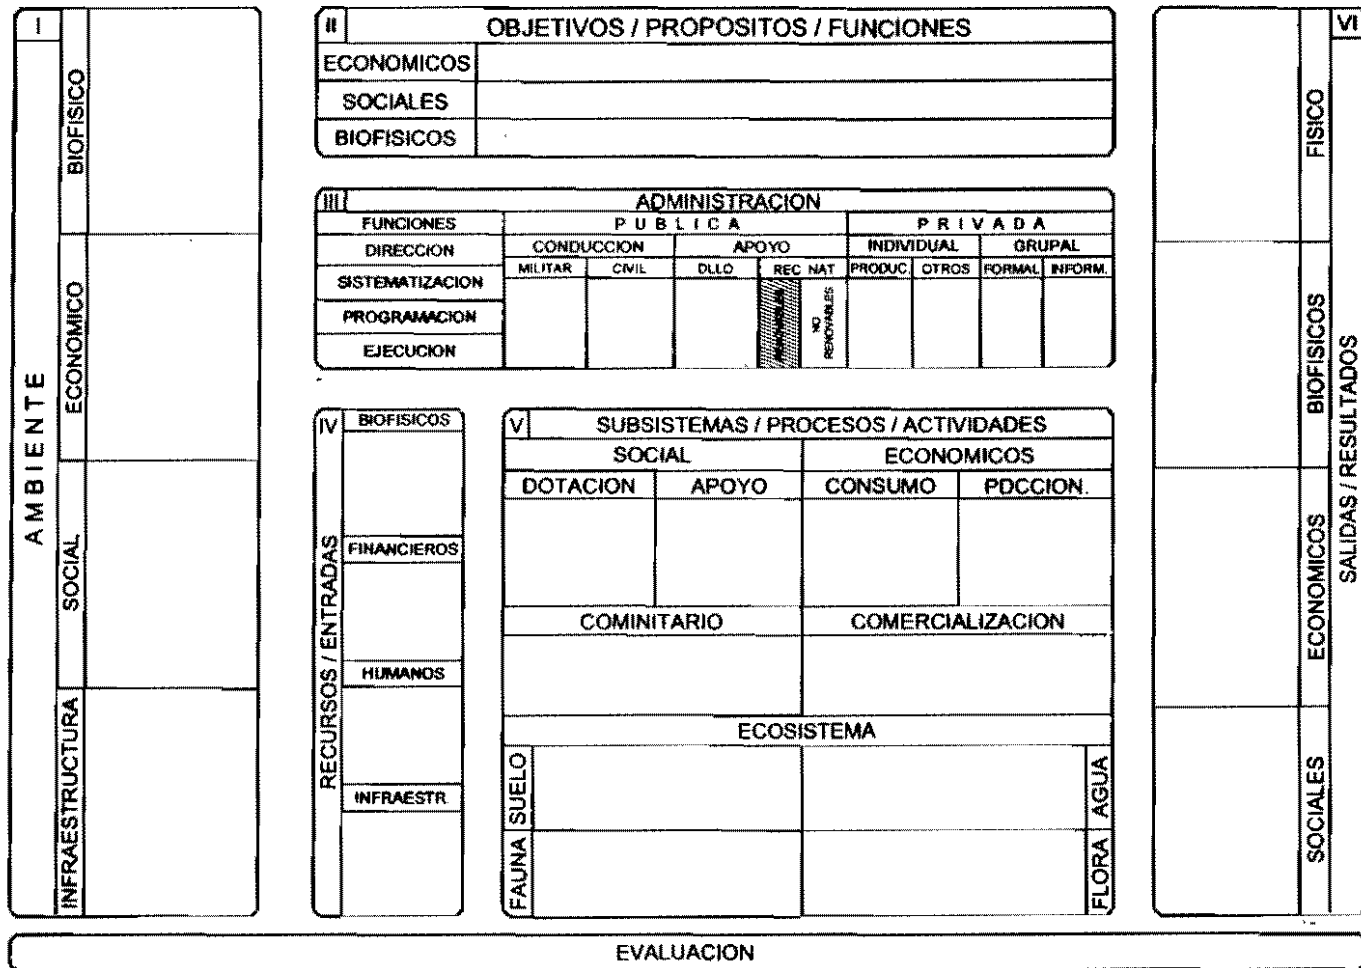 I
AMBIENTE
BIOFISICO
ECONOMICO
SOCIAL
INFRAESTRUCTURA
II OBJETIVOS / PROPOSITOS / FUNCIONES
ECONOMICOS
SOCIALES
BIOFISICOS
III ADMINISTRACION
FUNCIONES PUBLICA PRIVADA
DIRECCION CONDUCCION APOYO INDIVIDUAL GRUPAL
MILITAR CIVIL DLLO REC NAT PRODUC. OTROS FORMAL INFORM.
SISTEMATIZACION
PROGRAMACION
EJECUCION
RENOVABLES
NO
RENOVABLES
IV
RECURSOS / ENTRADAS
BIOFISICOS
FINANCIEROS
HUMANOS
INFRAESTR.
V SUBSISTEMAS / PROCESOS / ACTIVIDADES
SOCIAL ECONOMICOS
DOTACION APOYO CONSUMO PDCCION.
COMINITARIO COMERCIALIZACION
ECOSISTEMA
SUELO AGUA
FAUNA FLORA
VI
SALIDAS / RESULTADOS
FISICO
BIOFISICOS
ECONOMICOS
SOCIALES
EVALUACION